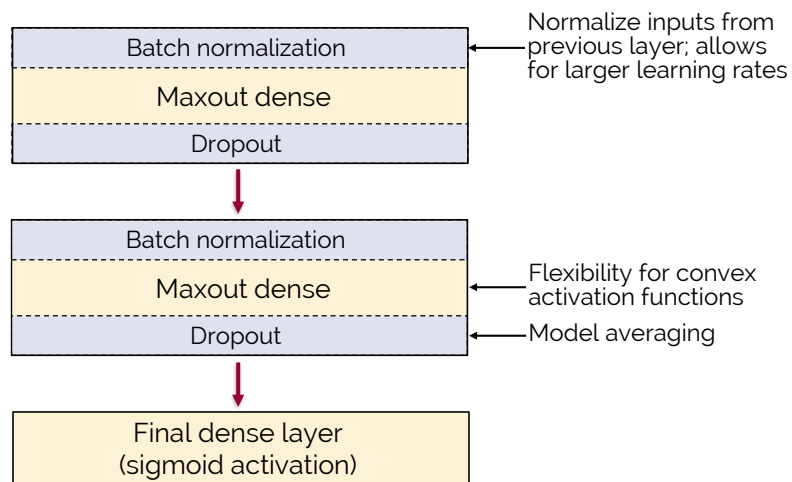 Batch normalization
Normalize inputs from
previous layer; allows
for larger learning rates
Maxout dense
Dropout
Batch normalization
Maxout dense
Flexibility for convex
activation functions
Dropout
Model averaging
Final dense layer
(sigmoid activation)